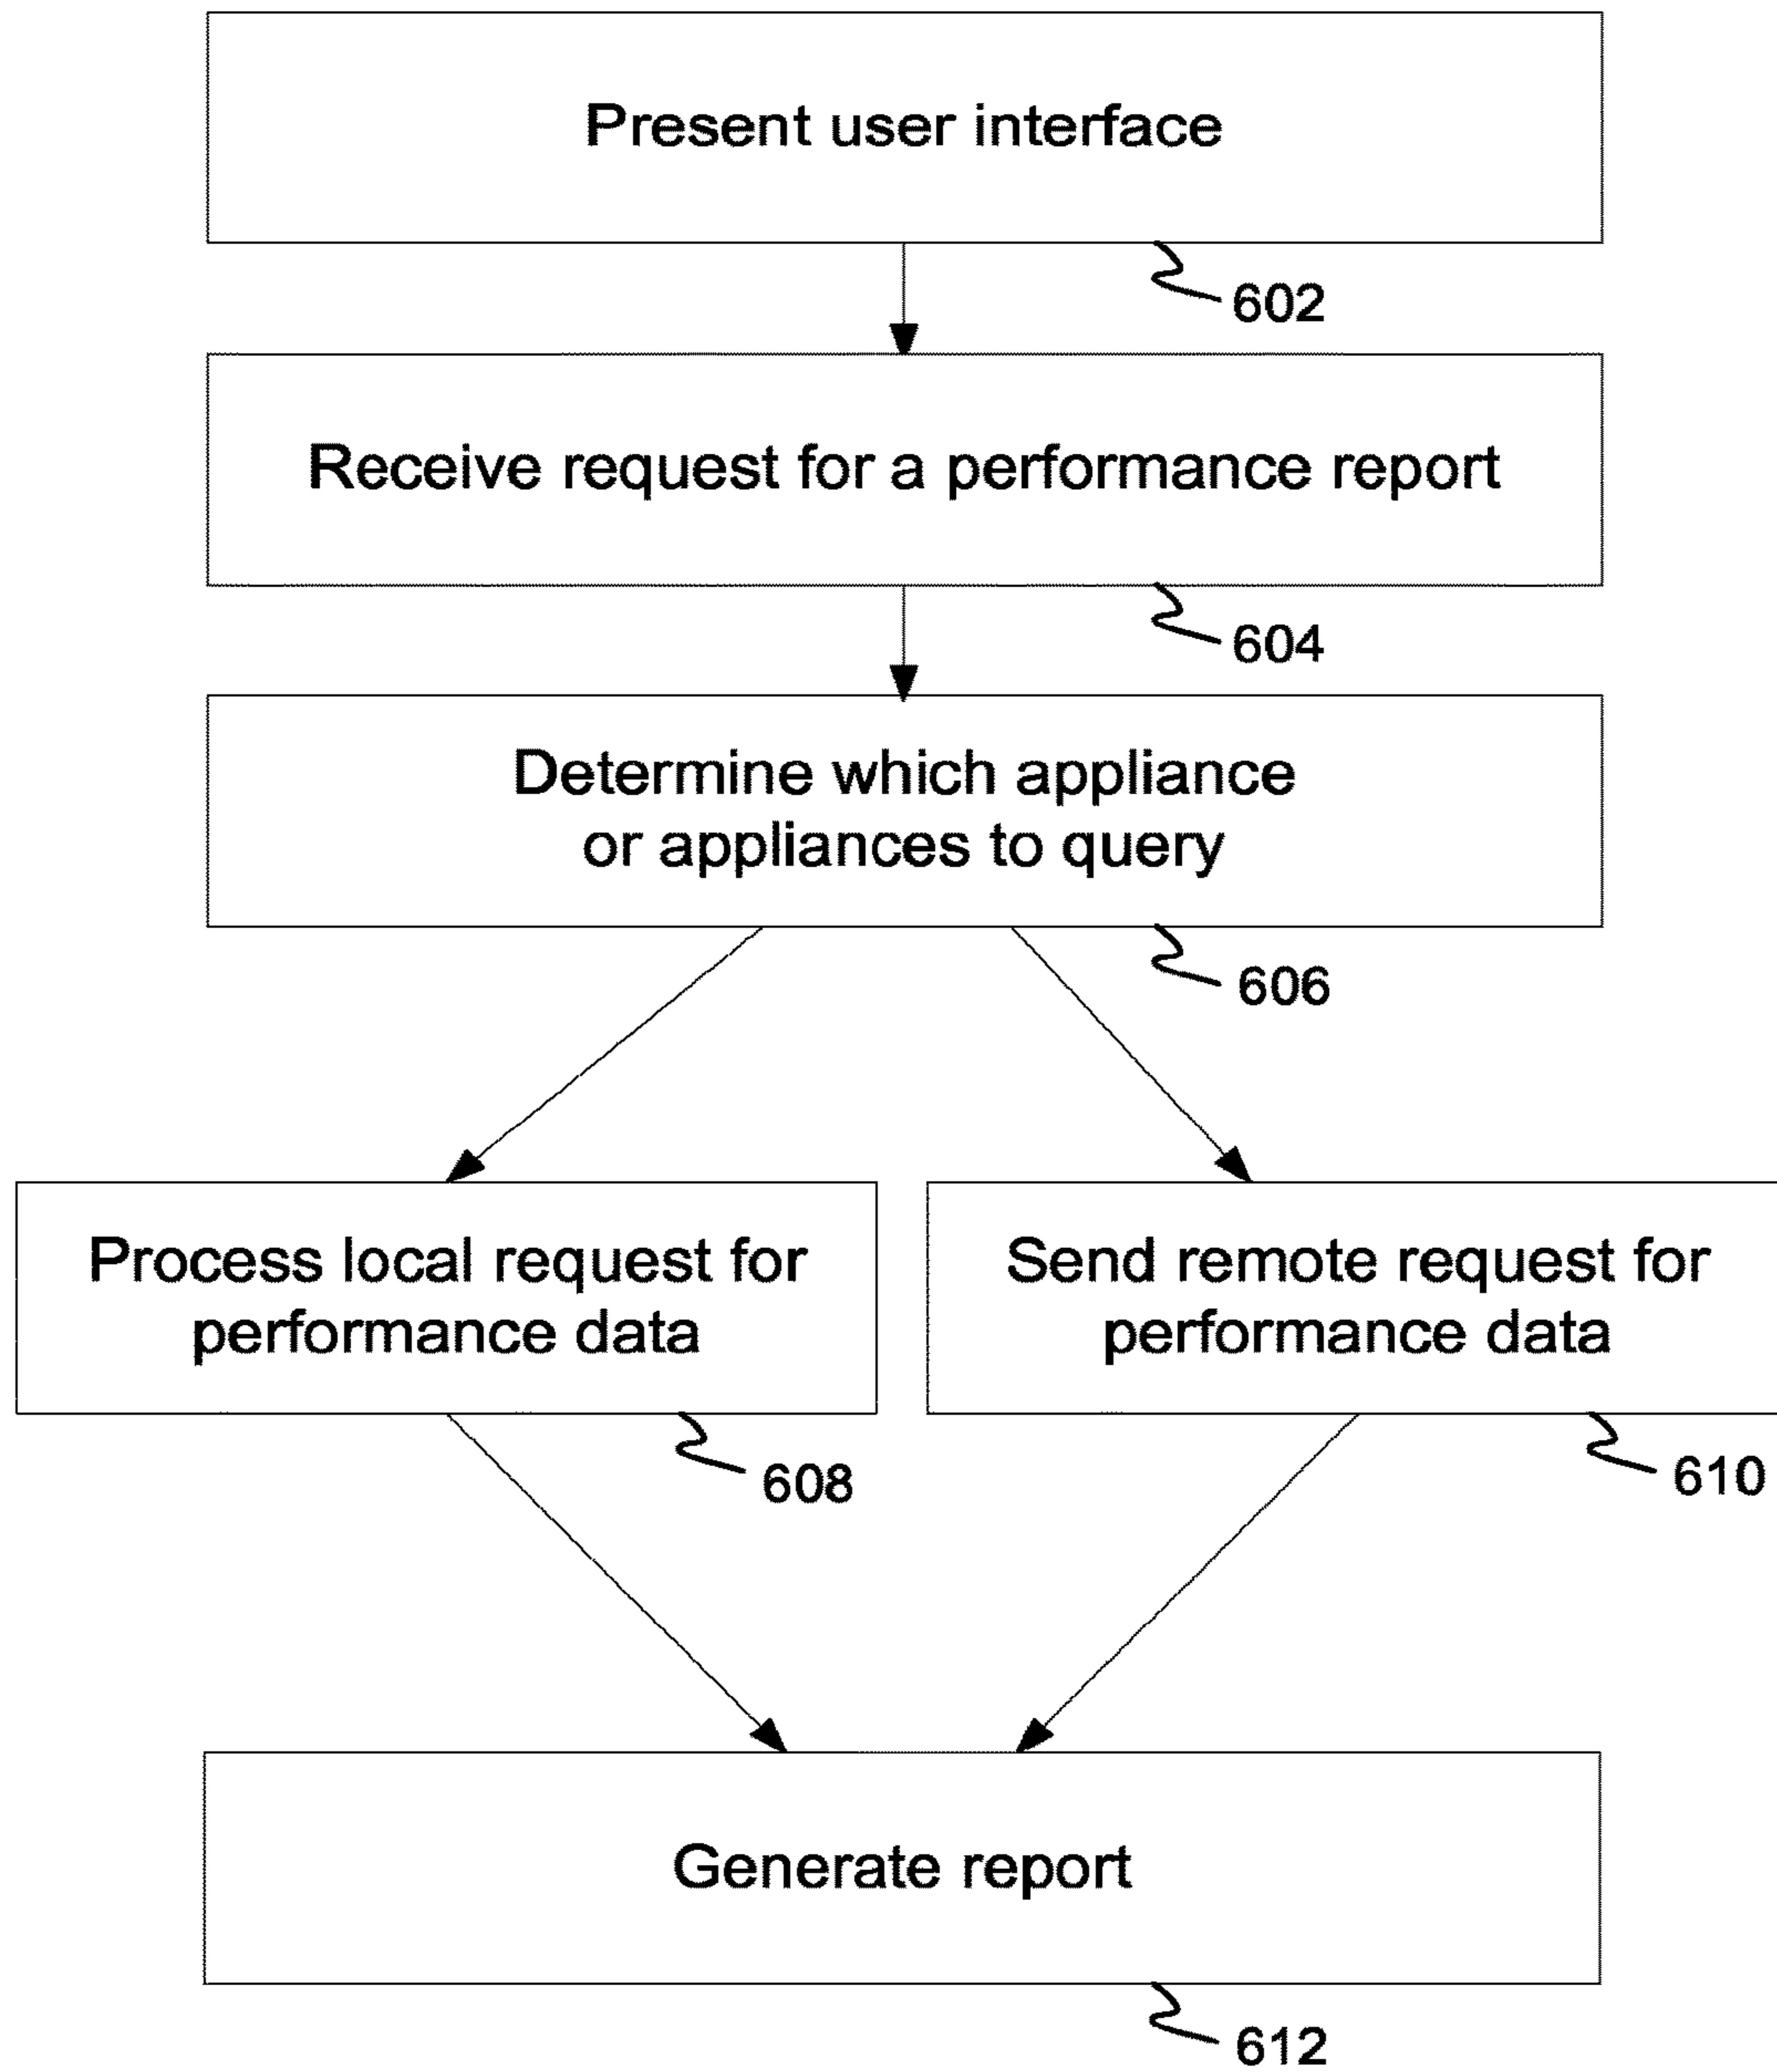 Present user interface
602
Receive request for a performance report
604
Determine which appliance
or appliances to query
606
Process local request for
performance data
608
Send remote request for
performance data
610
Generate report
612